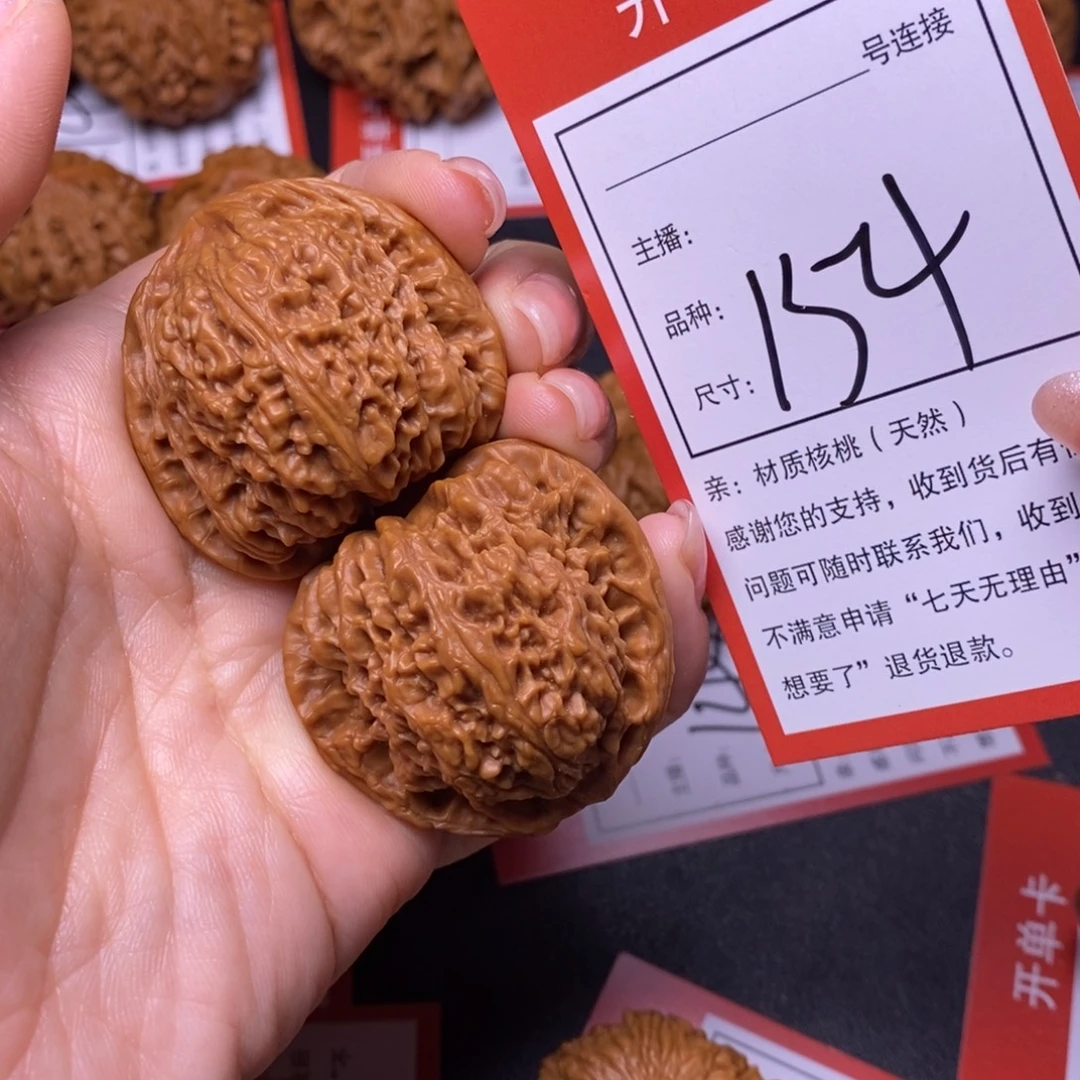 开
号连接
主播：
品种：
尺寸：
154
亲：材质核桃（天然）
感谢您的支持，收到货后有
问题可随时联系我们，收到
不满意申请“七天无理由”
想要了”退货退款。
开单卡